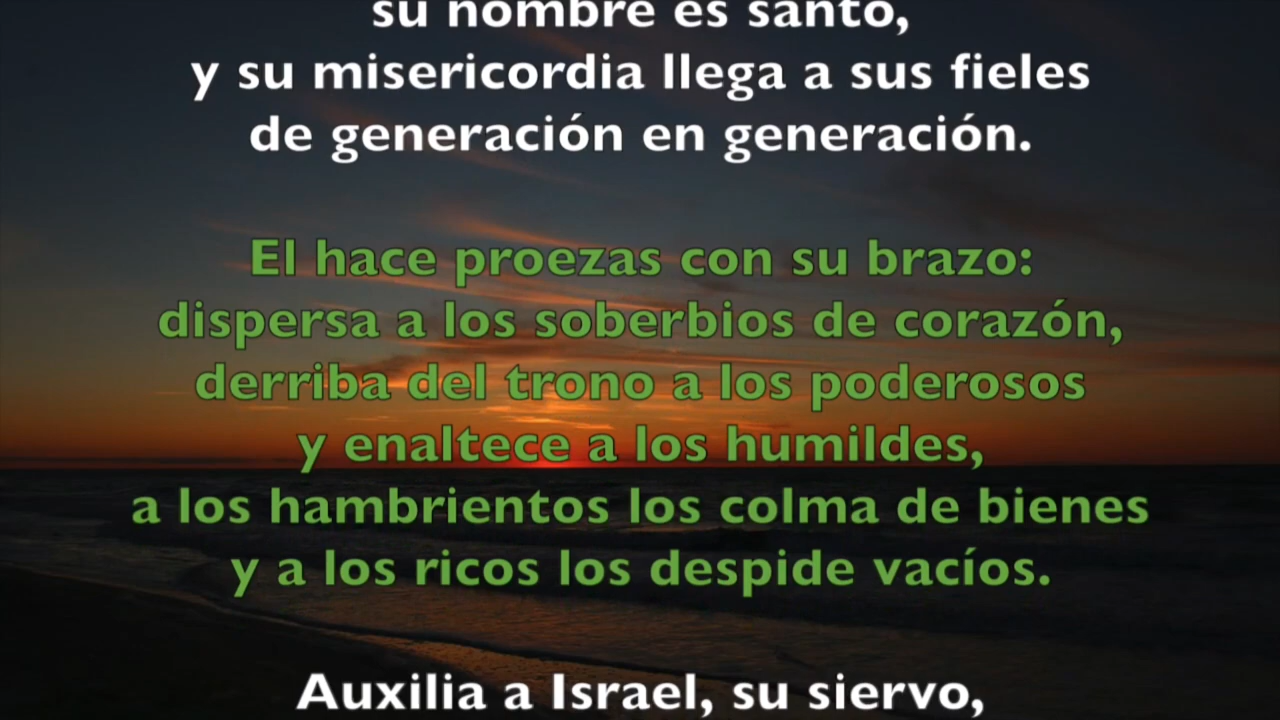 su nombre es santo,
y su misericordia llega a sus fieles
de generación en generación.
El hace proezas con su brazo:
dispersa a los soberbios de corazón,
derriba del trono a los poderosos
y enaltece a los humildes,
a los hambrientos los colma de bienes
y a los ricos los despide vacíos.
Auxilia a Israel, su siervo,